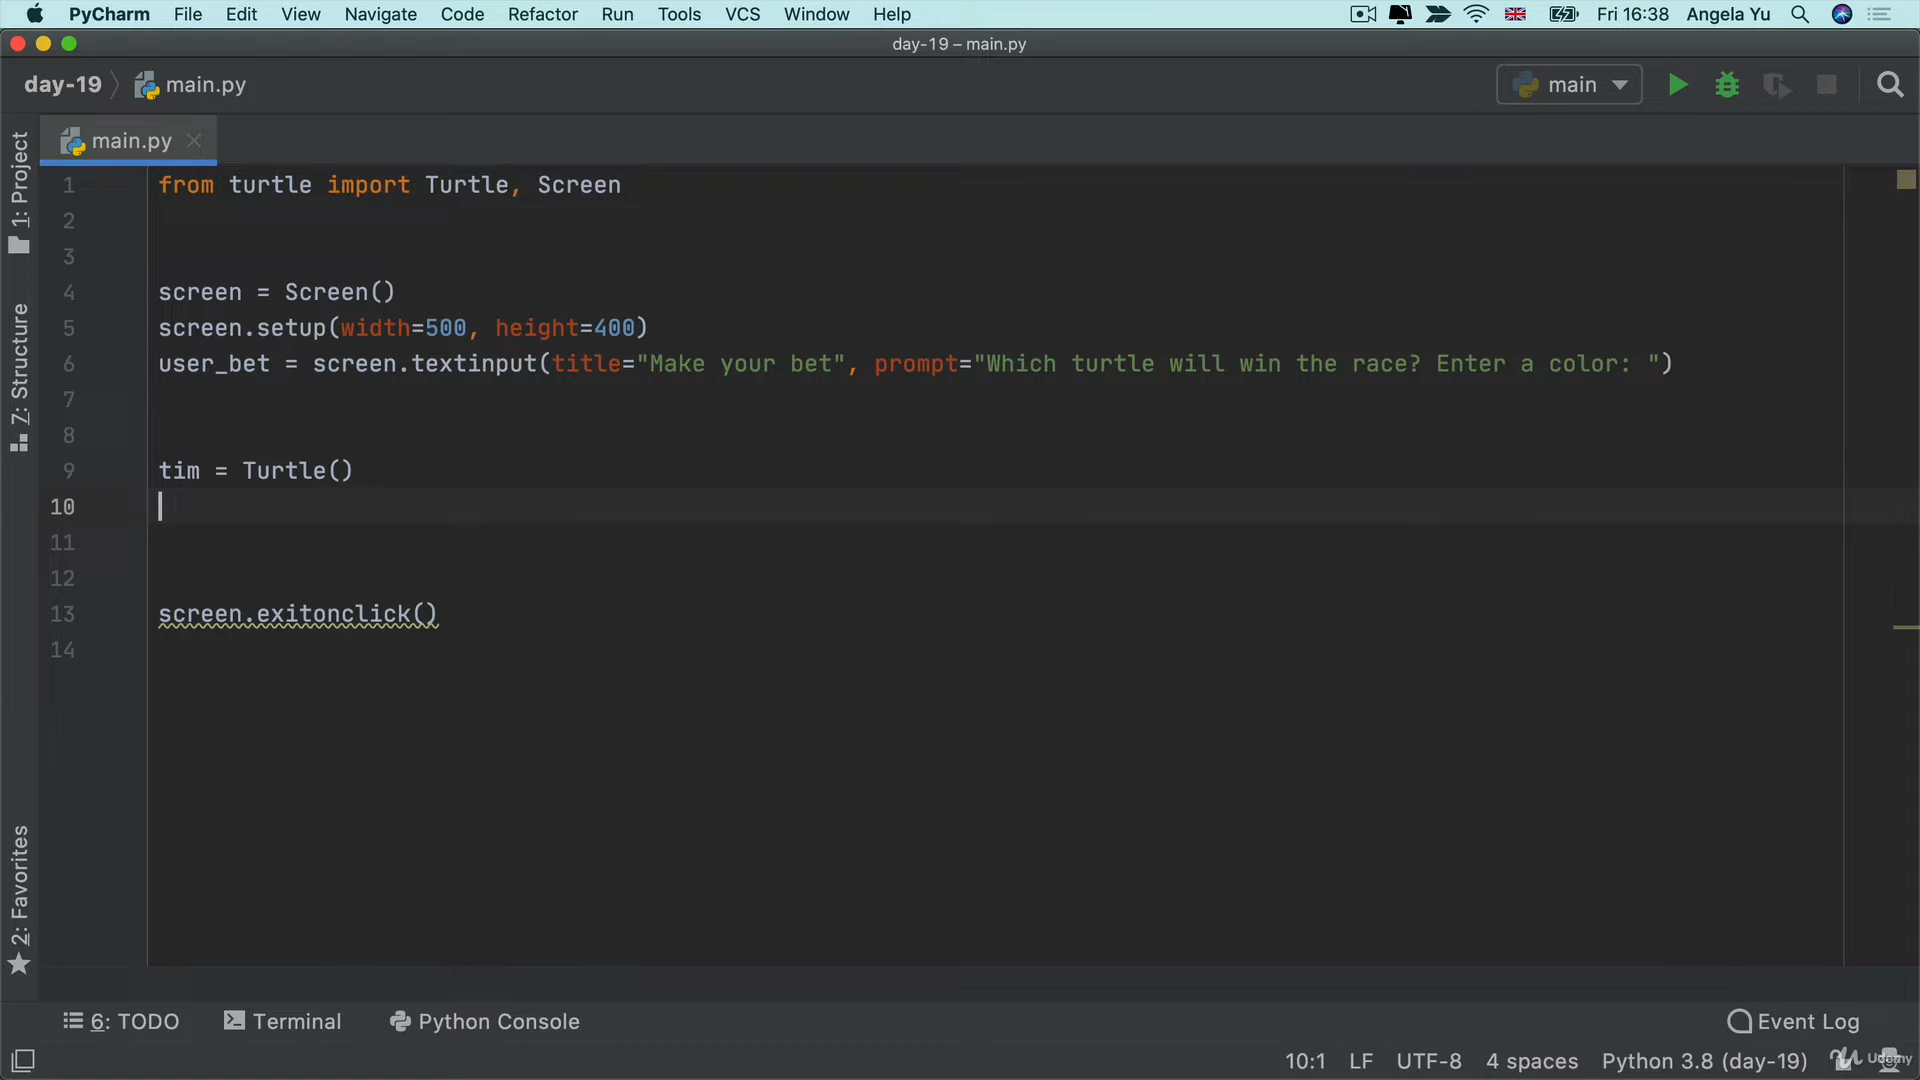 PyCharm File Edit View Navigate Code Refactor Run Tools VCS Window Help Fri 16:38 Angela Yu
day-19 – main.py
day-19 main.py main
main.py
1: Project
7: Structure
2: Favorites
1 from turtle import Turtle, Screen
2
3
4 screen = Screen()
5 screen.setup(width=500, height=400)
6 user_bet = screen.textinput(title="Make your bet", prompt="Which turtle will win the race? Enter a color: ")
7
8
9 tim = Turtle()
10
11
12
13 screen.exitonclick()
14
6: TODO Terminal Python Console Event Log
10:1 LF UTF-8 4 spaces Python 3.8 (day-19) Udemy